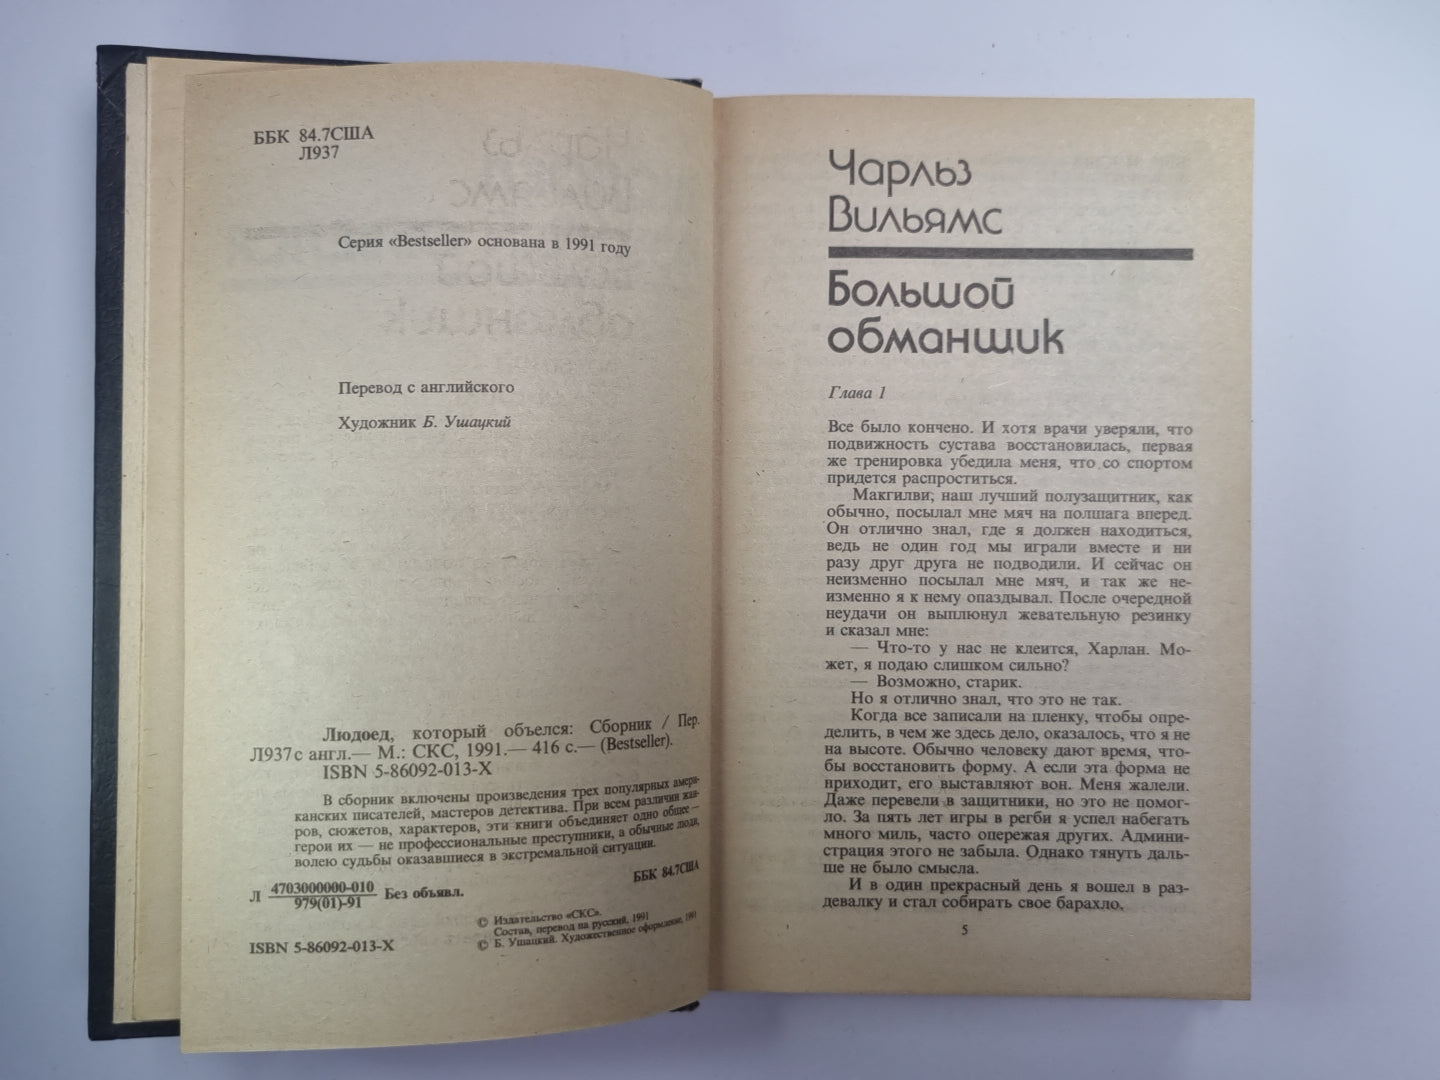 ББК 84.7США
Л937
Серия «Bestseller» основана в 1991 году
Перевод с английского
Художник Б. Ушацкий
Людоед, который объелся: Сборник / Пер.
Л937 с англ.— М.: СКС, 1991.— 416 с.— (Bestseller).
ISBN 5-86092-013-X
В сборник включены произведения трех популярных амери-
канских писателей, мастеров детектива. При всем различии жан-
ров, сюжетов, характеров, эти книги объединяет одно общее —
герои их — не профессиональные преступники, а обычные люди,
волею судьбы оказавшиеся в экстремальной ситуации.
ББК 84.7США
Л 4703000000-010 Без объявл.
979(01)-91
© Издательство «СКС».
Состав, перевод на русский, 1991
© Б. Ушацкий. Художественное оформление, 1991
ISBN 5-86092-013-X
Чарльз
Вильямс
Большой
обманщик
Глава 1
Все было кончено. И хотя врачи уверяли, что
подвижность сустава восстановилась, первая
же тренировка убедила меня, что со спортом
придется распроститься.
Макгилви, наш лучший полузащитник, как
обычно, посылал мне мяч на полшага вперед.
Он отлично знал, где я должен находиться,
ведь не один год мы играли вместе и ни
разу друг друга не подводили. И сейчас он
неизменно посылал мне мяч, и так же не-
изменно я к нему опаздывал. После очередной
неудачи он выплюнул жевательную резинку
и сказал мне:
— Что-то у нас не клеится, Харлан. Мо-
жет, я подаю слишком сильно?
— Возможно, старик.
Но я отлично знал, что это не так.
Когда все записали на пленку, чтобы опре-
делить, в чем же здесь дело, оказалось, что я не
на высоте. Обычно человеку дают время, что-
бы восстановить форму. А если эта форма не
приходит, его выставляют вон. Меня жалели.
Даже перевели в защитники, но это не помог-
ло. За пять лет игры в регби я успел набегать
много миль, часто опережая других. Админи-
страция этого не забыла. Однако тянуть даль-
ше не было смысла.
И в один прекрасный день я вошел в раз-
девалку и стал собирать свое барахло.
5